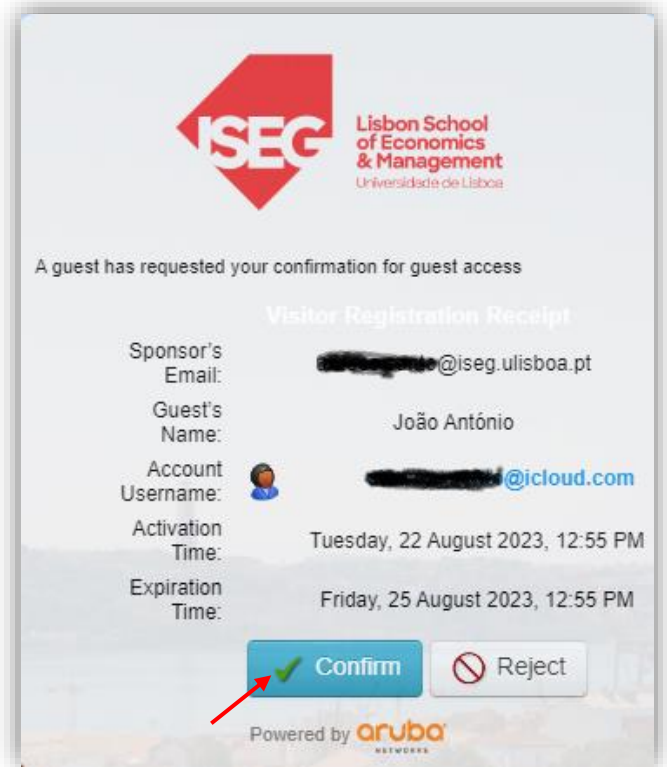 ISEG
Lisbon School
of Economics
& Management
Universidade de Lisboa
A guest has requested your confirmation for guest access
Visitor Registration Receipt
Sponsor's
Email: @iseg.ulisboa.pt
Guest's
Name: João António
Account
Username: @icloud.com
Activation
Time: Tuesday, 22 August 2023, 12:55 PM
Expiration
Time: Friday, 25 August 2023, 12:55 PM
Confirm Reject
Powered by aruba
NETWORKS